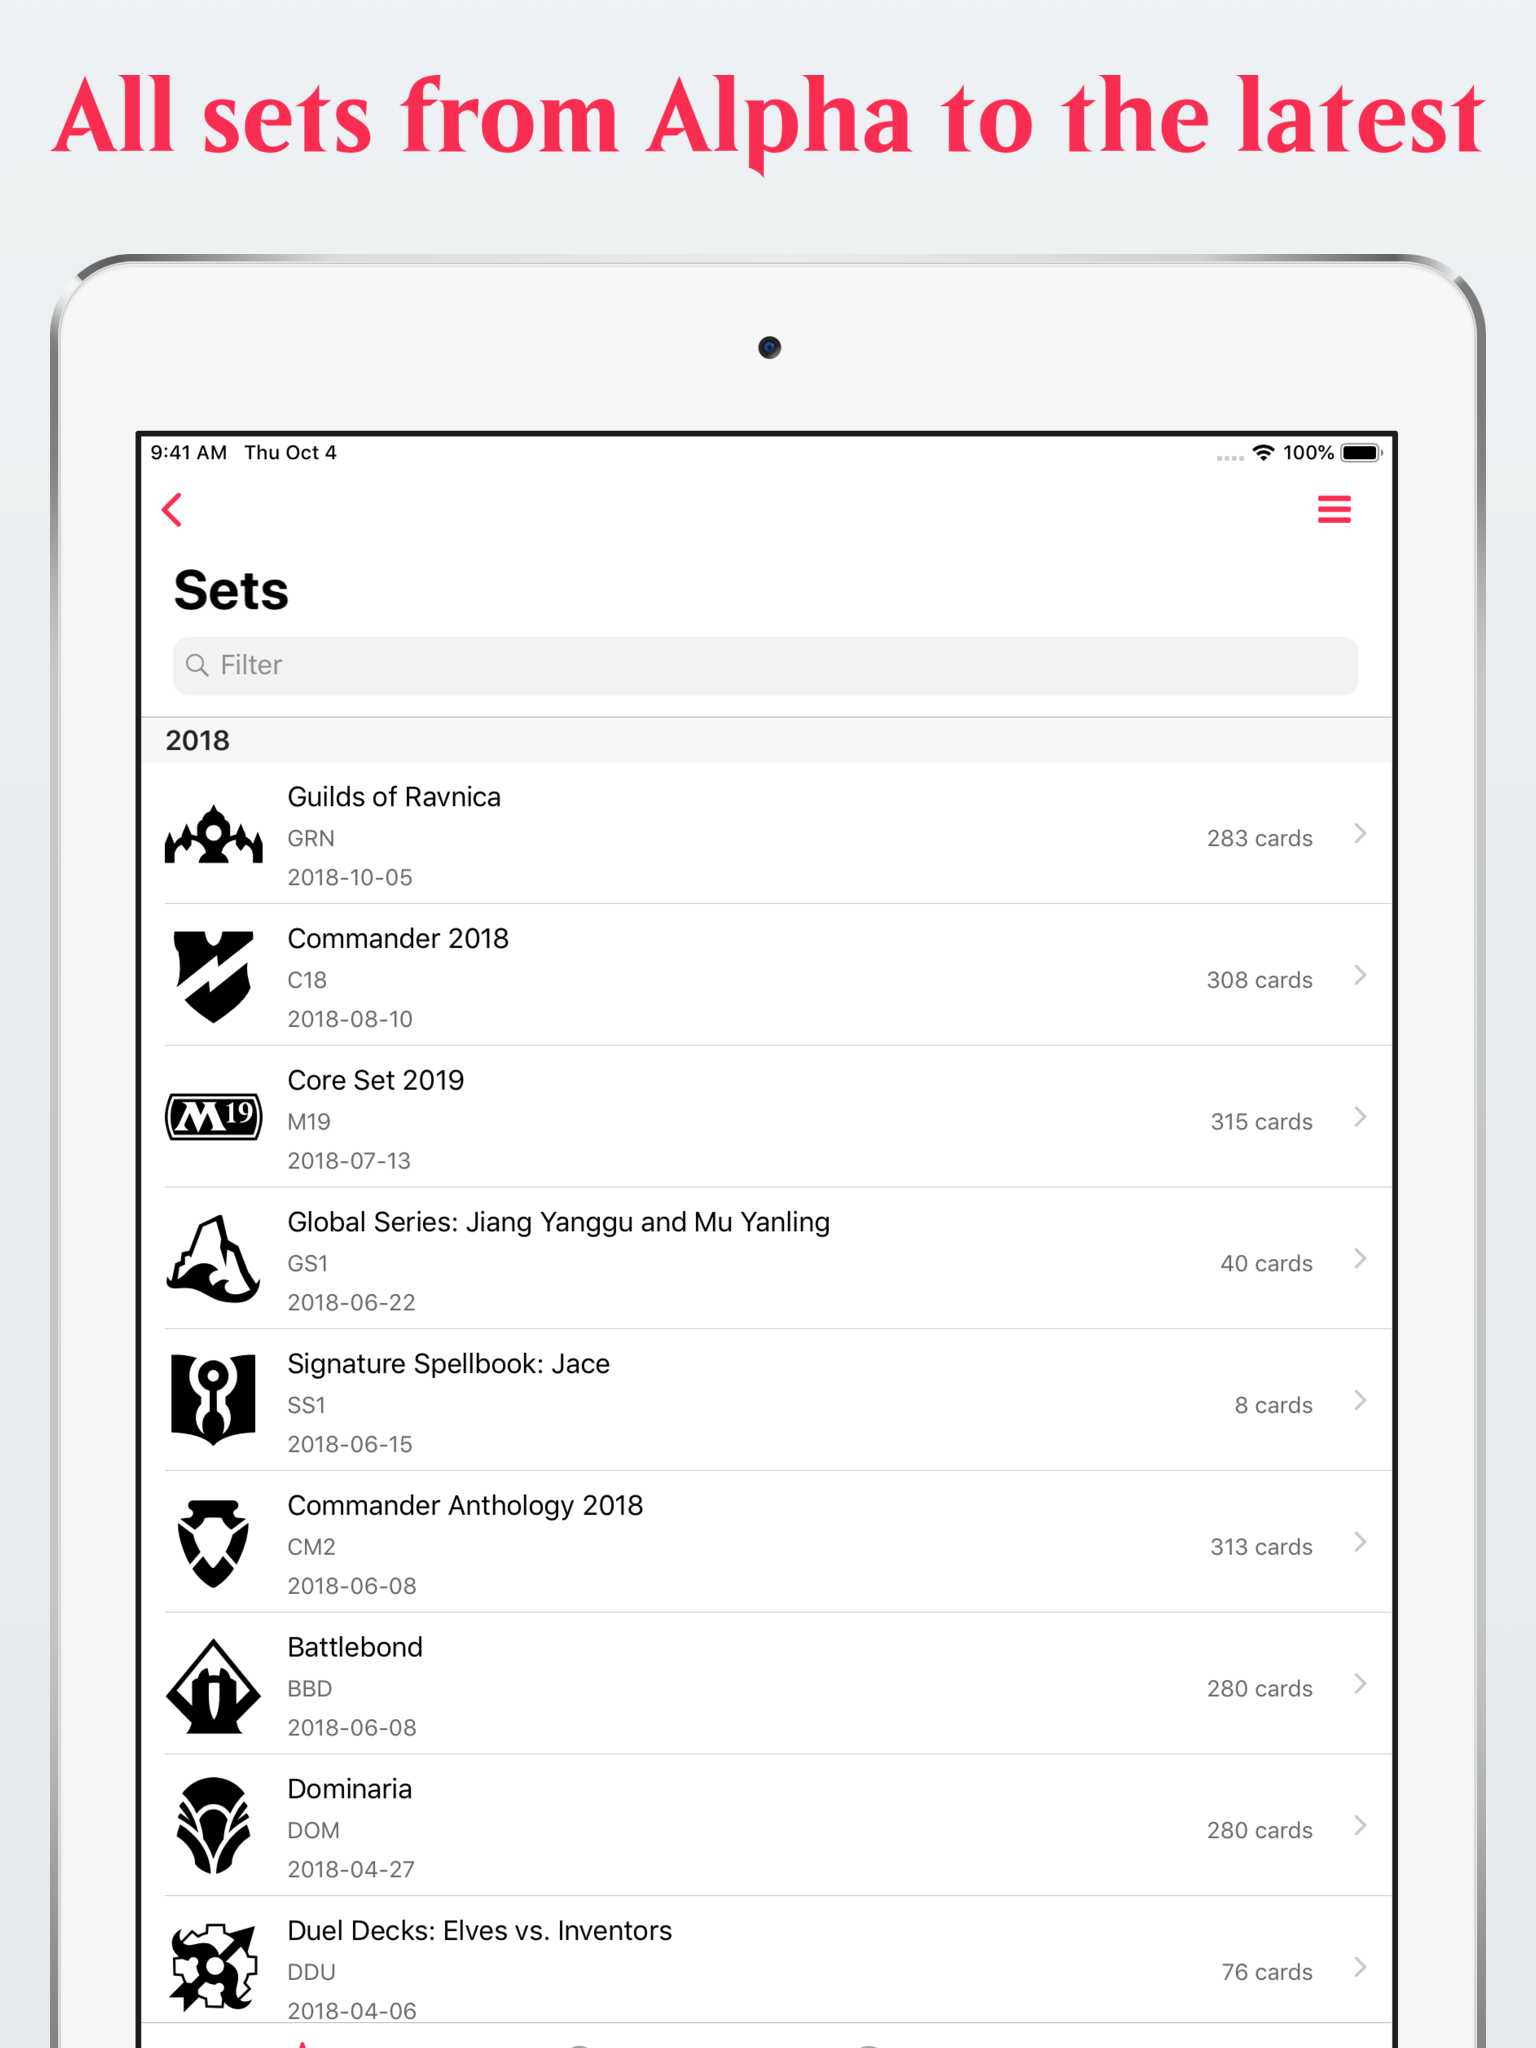 All sets from Alpha to the latest
9:41 AM Thu Oct 4 100%
Sets
Filter
2018
Guilds of Ravnica
GRN
283 cards
2018-10-05
Commander 2018
C18
308 cards
2018-08-10
M19
Core Set 2019
M19
315 cards
2018-07-13
Global Series: Jiang Yanggu and Mu Yanling
GS1
40 cards
2018-06-22
Signature Spellbook: Jace
SS1
8 cards
2018-06-15
Commander Anthology 2018
CM2
313 cards
2018-06-08
Battlebond
BBD
280 cards
2018-06-08
Dominaria
DOM
280 cards
2018-04-27
Duel Decks: Elves vs. Inventors
DDU
76 cards
2018-04-06